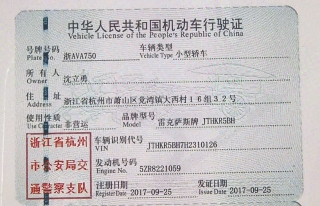 中华人民共和国机动车行驶证
Vehicle License of the People's Republic of China
号牌号码 浙AVA750 车辆类型 小型轿车
Plate No. Vehicle Type
所有人 沈立勇
Owner
住址 浙江省杭州市萧山区党湾镇大西村16组32号
Address
使用性质 非营运 品牌型号 雷克萨斯牌 JTHKR5BH
Use Character Model
浙江省杭州市公安局交通警察支队
车辆识别代号 JTHKR5BH7H2310126
VIN
发动机号码 5ZR8221059
Engine No.
注册日期 2017-09-25 发证日期 2017-09-25
Register Date Issue Date